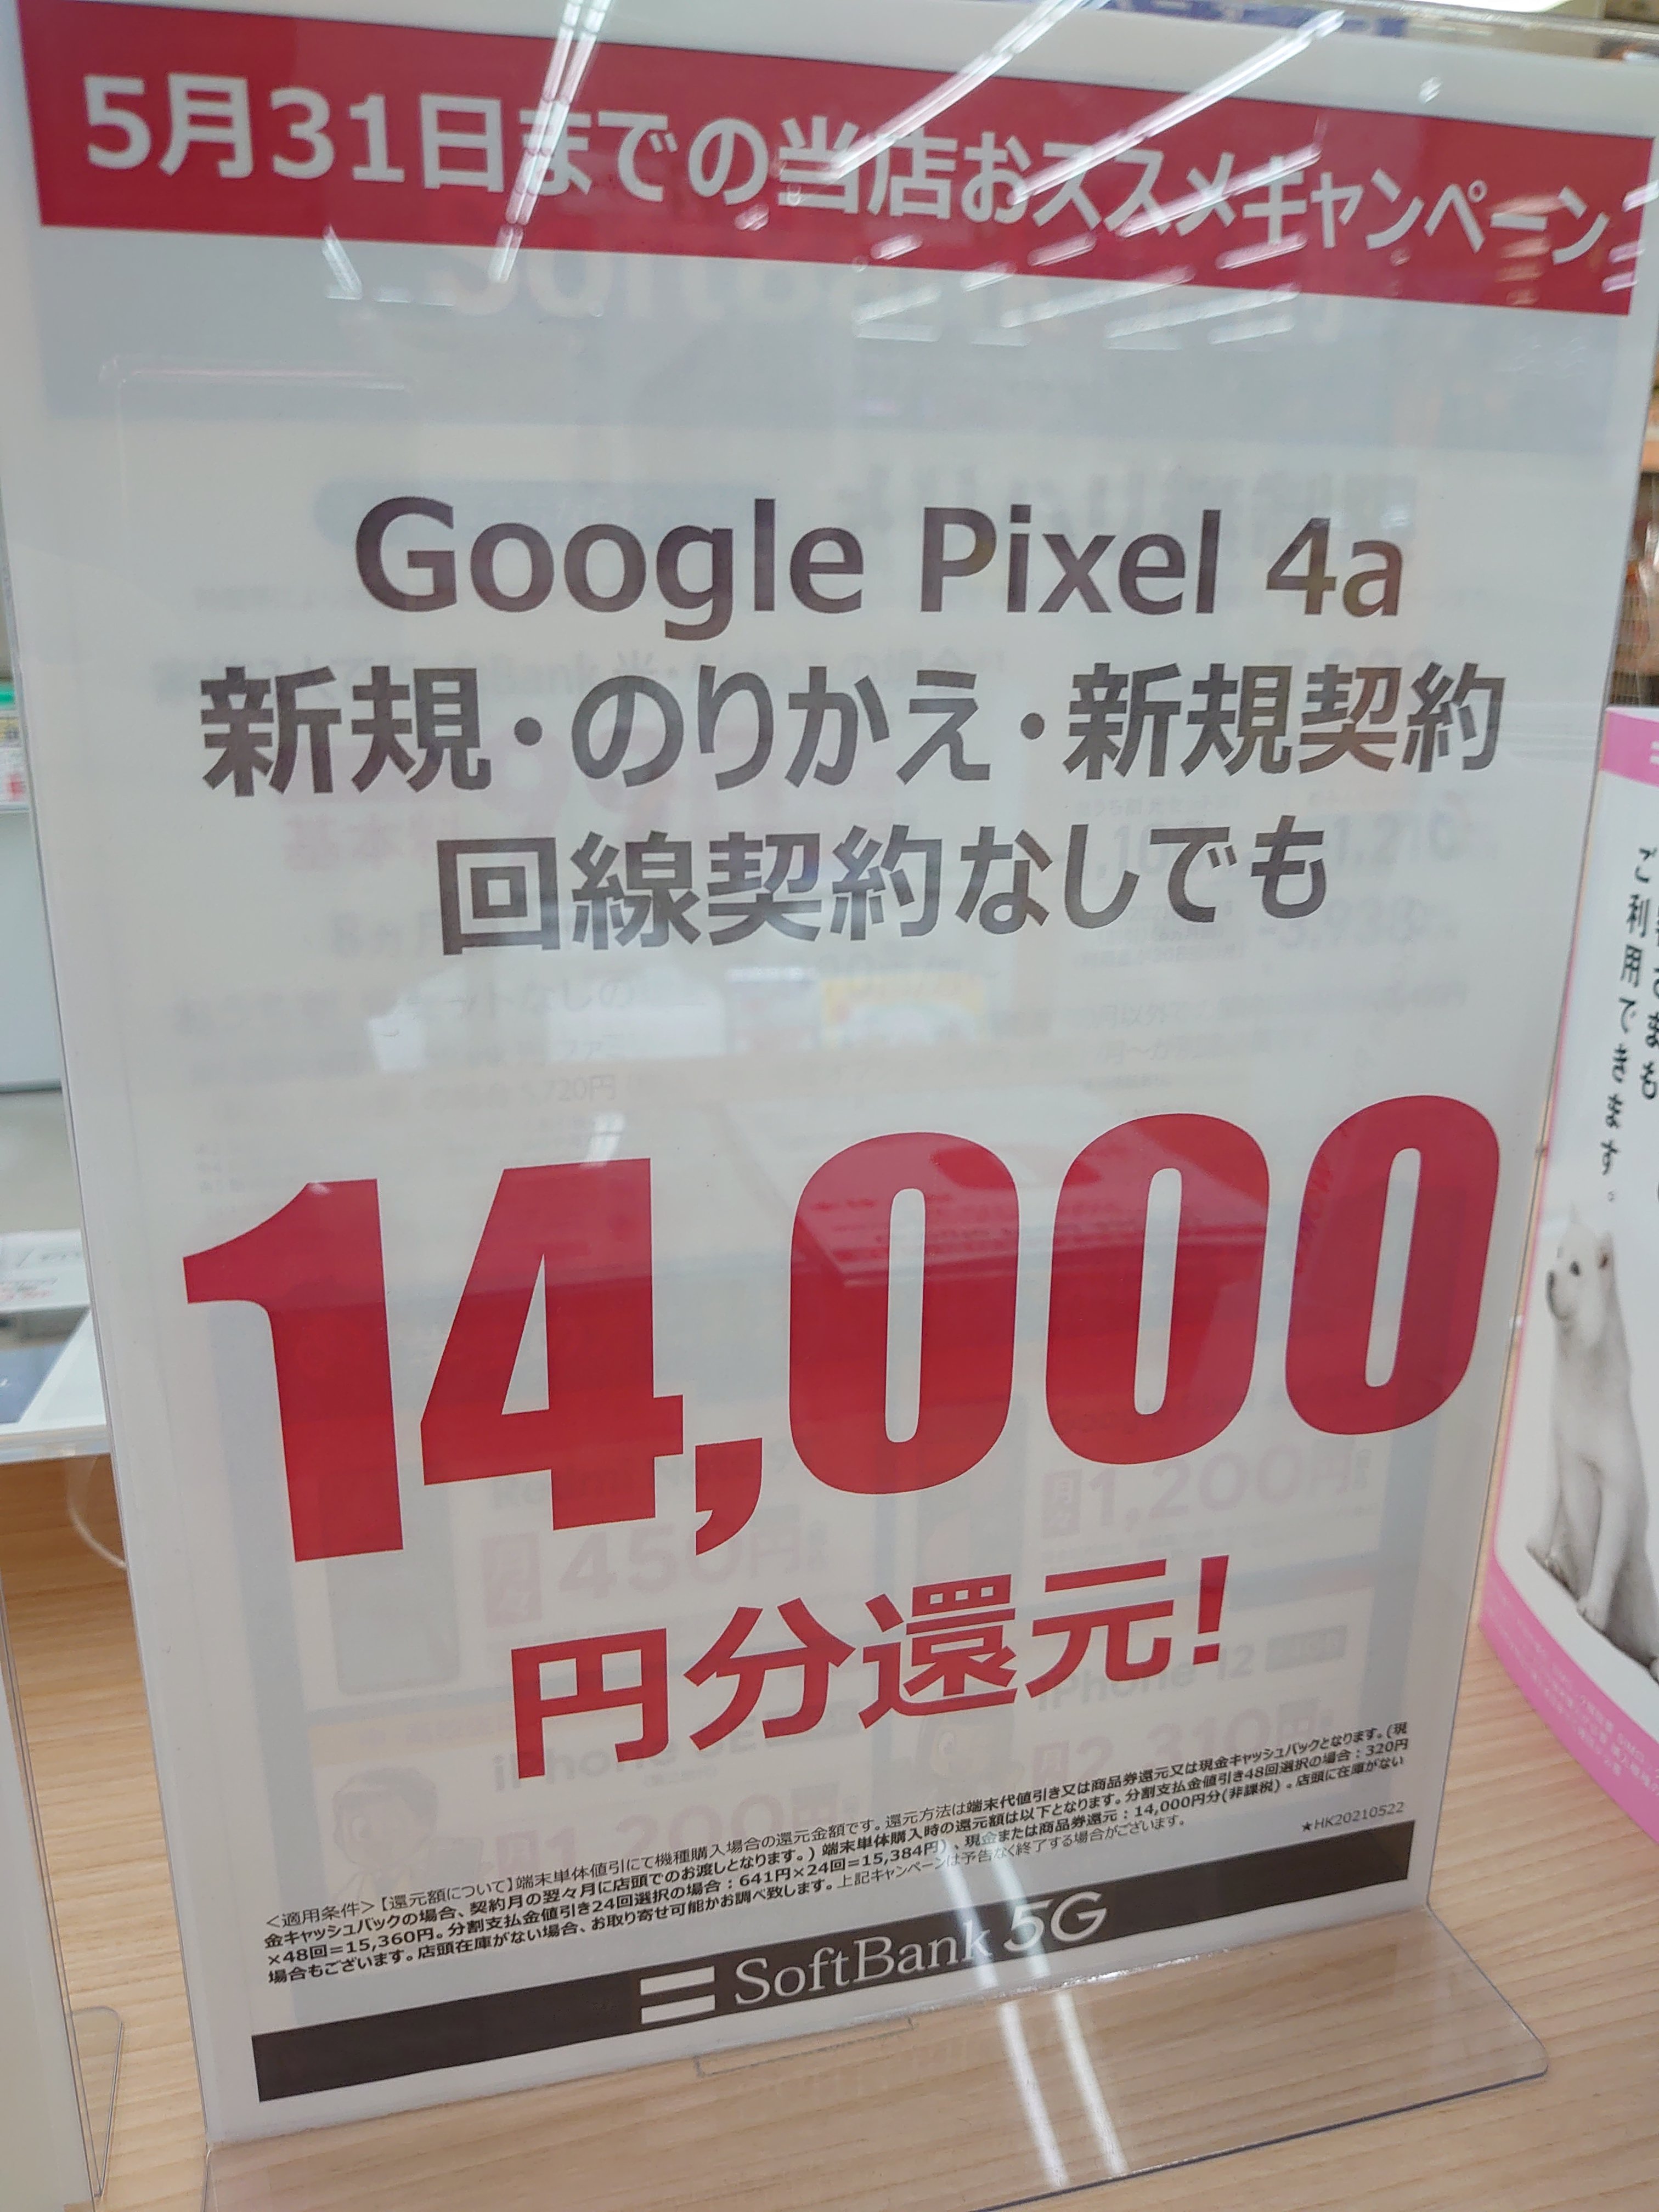 5月31日までの当店おススメキャンペーン
Google Pixel 4a
新規・のりかえ・新規契約
回線契約なしでも
14,000
円分還元!
＜適用条件＞【還元額について】端末単体値引にて機種購入場合の還元金額です。還元方法は端末代値引き又は商品券還元又は現金キャッシュバックとなります。(現
金キャッシュバックの場合、契約月の翌々月に店頭でのお渡しとなります。) 端末単体購入時の還元額は以下となります。分割支払金値引き48回選択の場合：320円
×48回=15,360円。分割支払金値引き24回選択の場合：641円×24回=15,384円）、現金または商品券還元：14,000円分(非課税）。店頭に在庫がない
場合もございます。店頭在庫がない場合、お取り寄せ可能かお調べ致します。上記キャンペーンは予告なく終了する場合がございます。
★HK20210522
SoftBank 5G
ご利用できます。